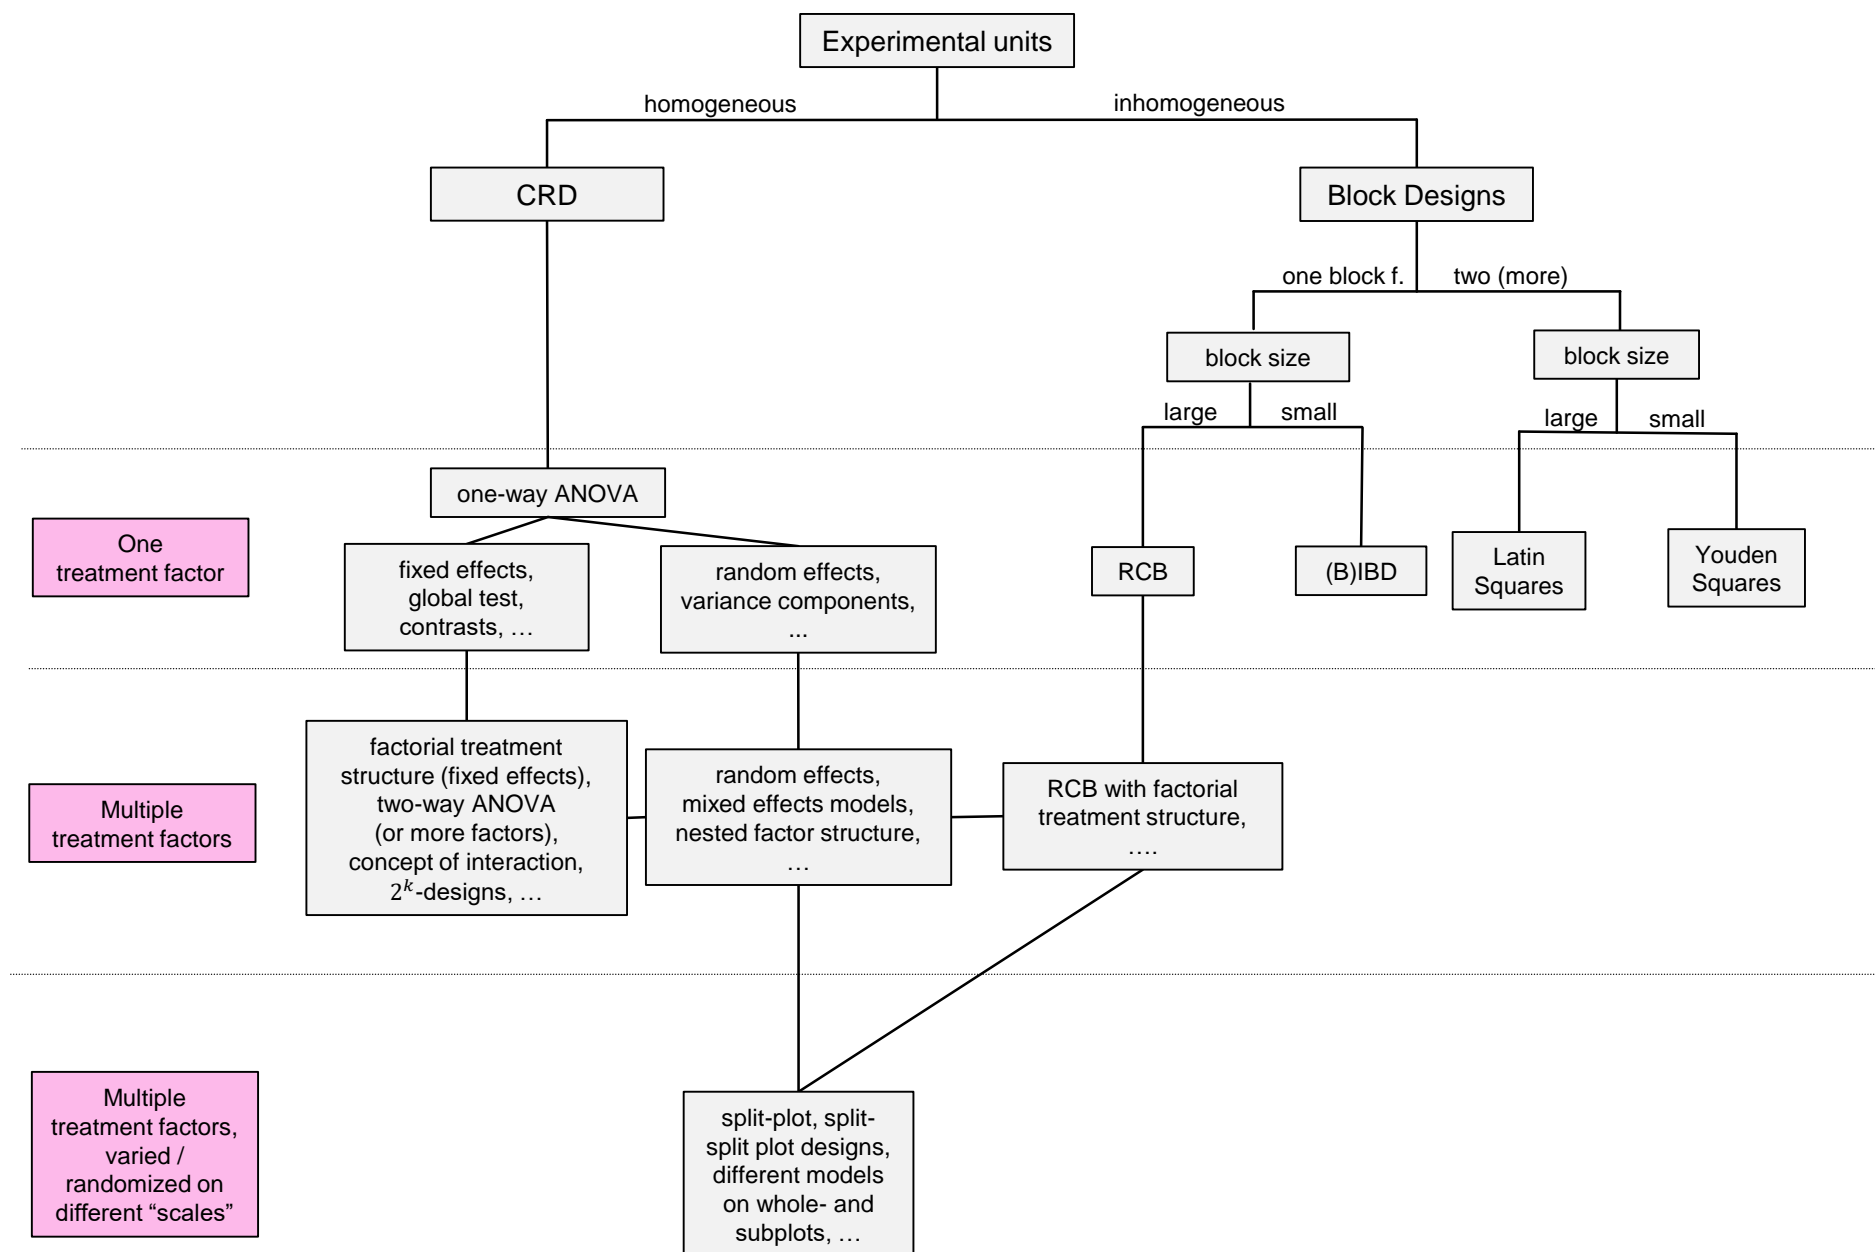 Experimental units
homogeneous
inhomogeneous
CRD
Block Designs
one block f.
two (more)
block size
block size
large
small
large
small
one-way ANOVA
One
treatment factor
fixed effects,
global test,
contrasts, …
random effects,
variance components,
...
RCB
(B)IBD
Latin
Squares
Youden
Squares
Multiple
treatment factors
factorial treatment
structure (fixed effects),
two-way ANOVA
(or more factors),
concept of interaction,
2^k-designs, …
random effects,
mixed effects models,
nested factor structure,
…
RCB with factorial
treatment structure,
….
Multiple
treatment factors,
varied /
randomized on
different “scales”
split-plot, split-
split plot designs,
different models
on whole- and
subplots, …